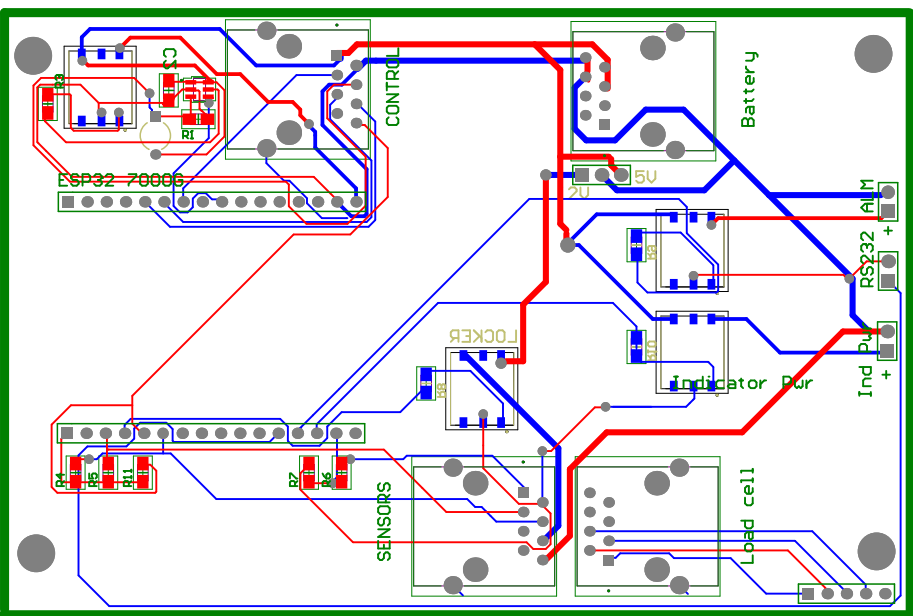 C1
R3
R1
CONTROL
Battery
ESP32 7000G
2V
5V
ALM
+
R9
RS232
LOCKER
R10
Ind Pwr
+
Indicator Pwr
R8
R4
R5
R11
R7
R6
SENSORS
Load cell